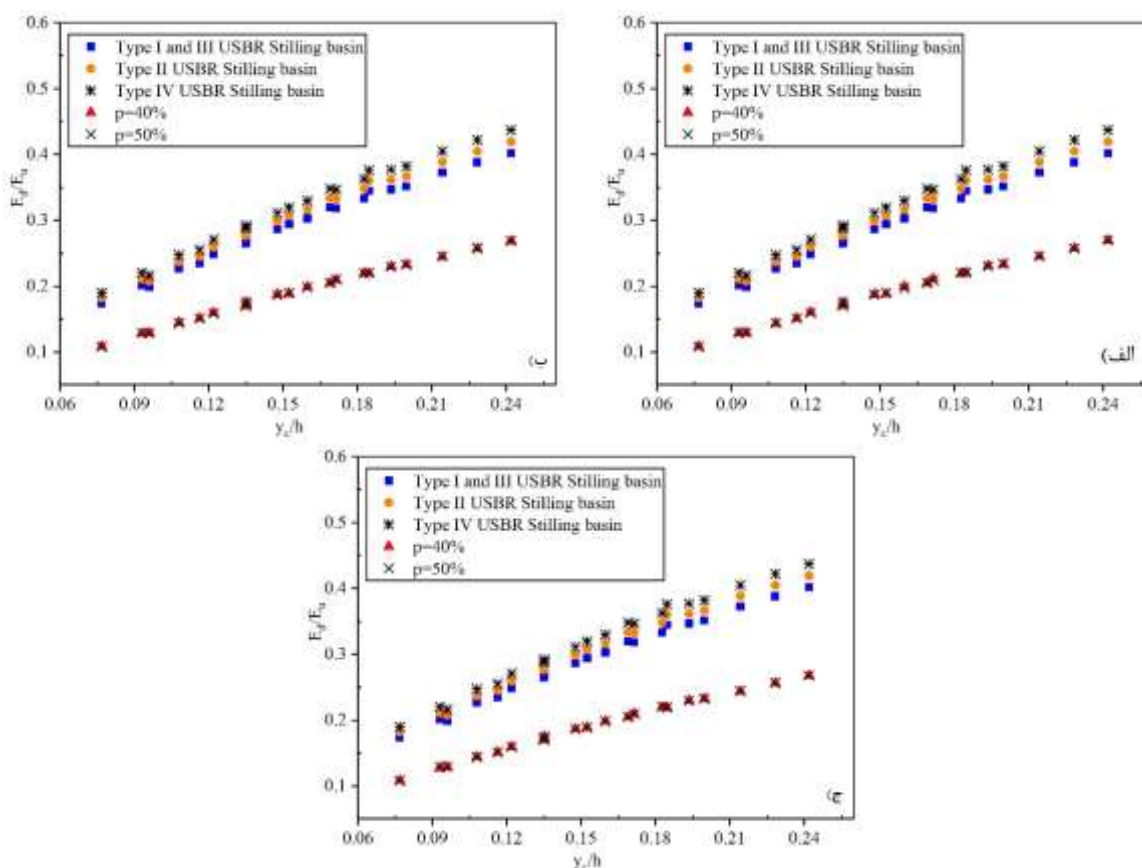 0.6
0.5
0.4
0.3
0.2
0.1
E_d/E_u
Type I and III USBR Stilling basin
Type II USBR Stilling basin
Type IV USBR Stilling basin
p=40%
p=50%
ب)
0.06 0.09 0.12 0.15 0.18 0.21 0.24
y_c/h
0.6
0.5
0.4
0.3
0.2
0.1
E_d/E_u
Type I and III USBR Stilling basin
Type II USBR Stilling basin
Type IV USBR Stilling basin
p=40%
p=50%
الف)
0.06 0.09 0.12 0.15 0.18 0.21 0.24
y_c/h
0.6
0.5
0.4
0.3
0.2
0.1
E_d/E_u
Type I and III USBR Stilling basin
Type II USBR Stilling basin
Type IV USBR Stilling basin
p=40%
p=50%
ج)
0.06 0.09 0.12 0.15 0.18 0.21 0.24
y_c/h